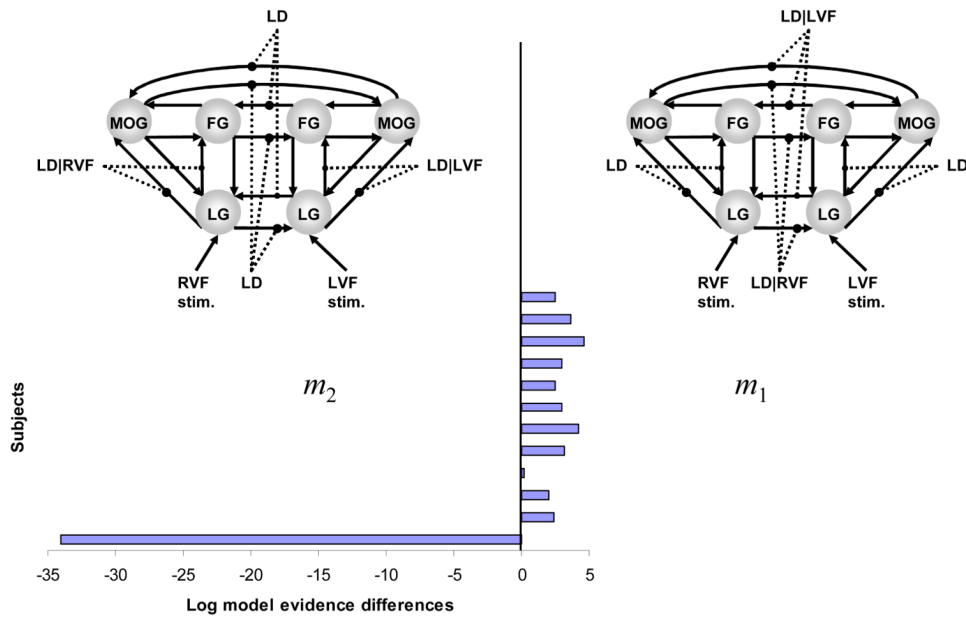 LD
LD|LVF
MOG
FG
FG
MOG
MOG
FG
FG
MOG
LD|RVF
LD|LVF
LD
LD
LG
LG
LG
LG
RVF
stim.
LD
LVF
stim.
RVF
stim.
LD|RVF
LVF
stim.
m2
m1
Subjects
-35
-30
-25
-20
-15
-10
-5
0
5
Log model evidence differences